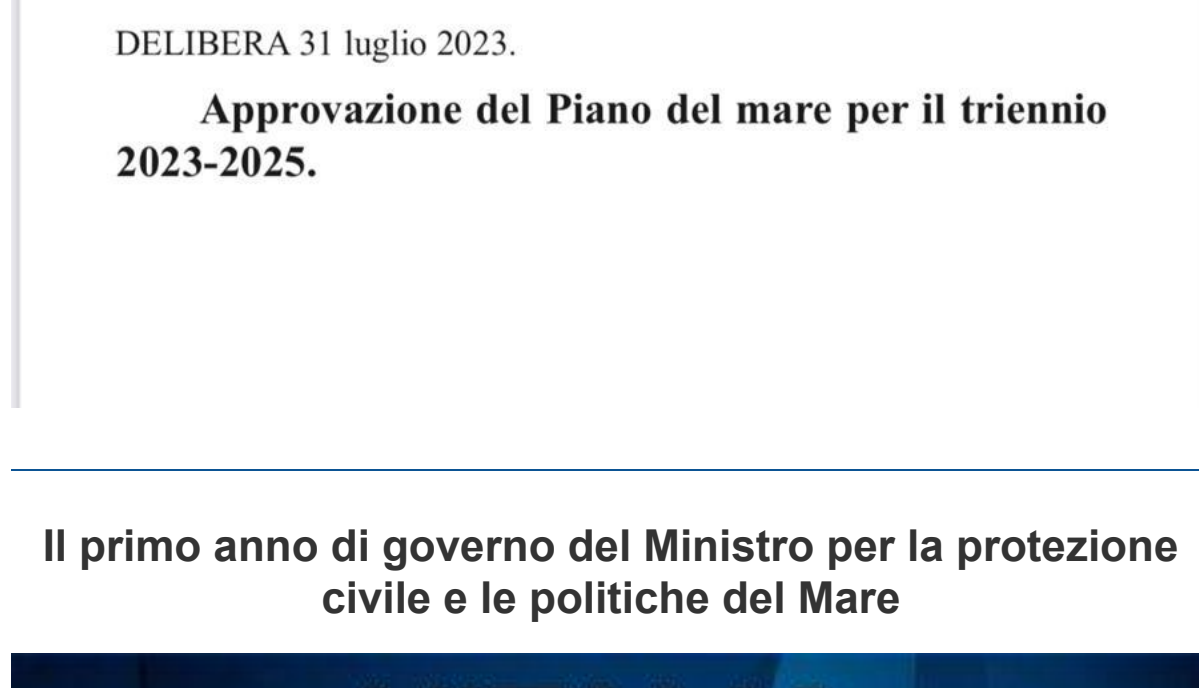 DELIBERA 31 luglio 2023.
Approvazione del Piano del mare per il triennio
2023-2025.
Il primo anno di governo del Ministro per la protezione
civile e le politiche del Mare